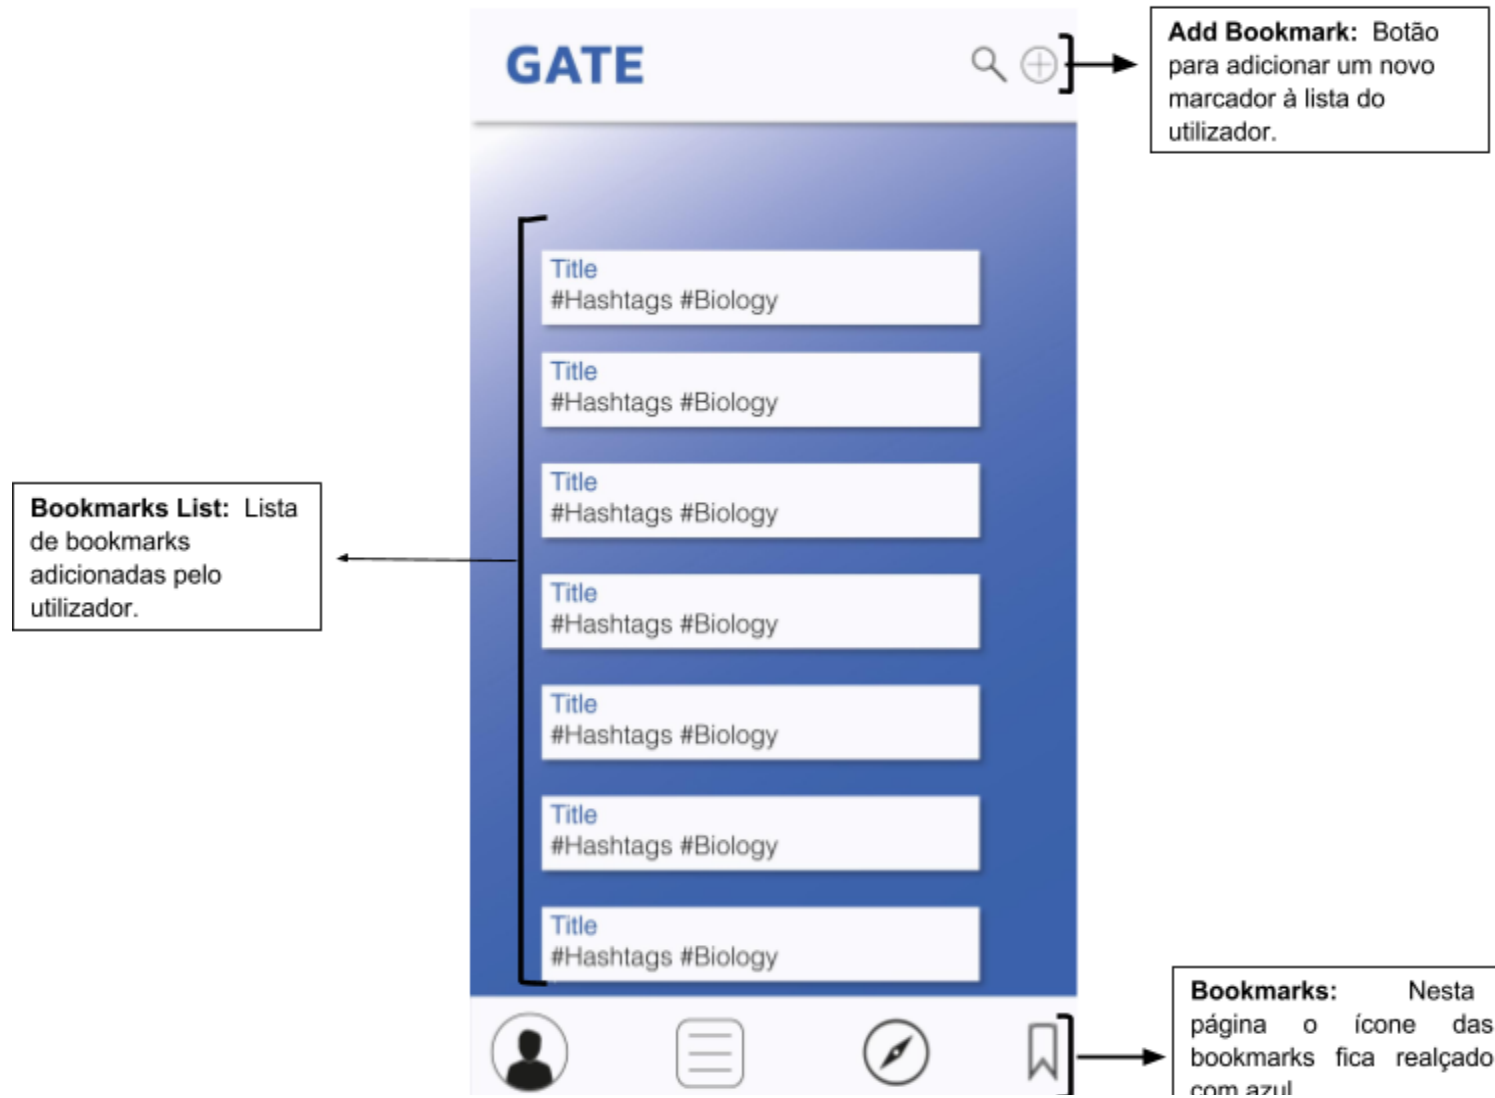 GATE
Add Bookmark: Botão
para adicionar um novo
marcador à lista do
utilizador.
Title
#Hashtags #Biology
Title
#Hashtags #Biology
Title
#Hashtags #Biology
Bookmarks List: Lista
de bookmarks
adicionadas pelo
utilizador.
Title
#Hashtags #Biology
Title
#Hashtags #Biology
Title
#Hashtags #Biology
Title
#Hashtags #Biology
Bookmarks: Nesta
página o ícone das
bookmarks fica realçado
com azul